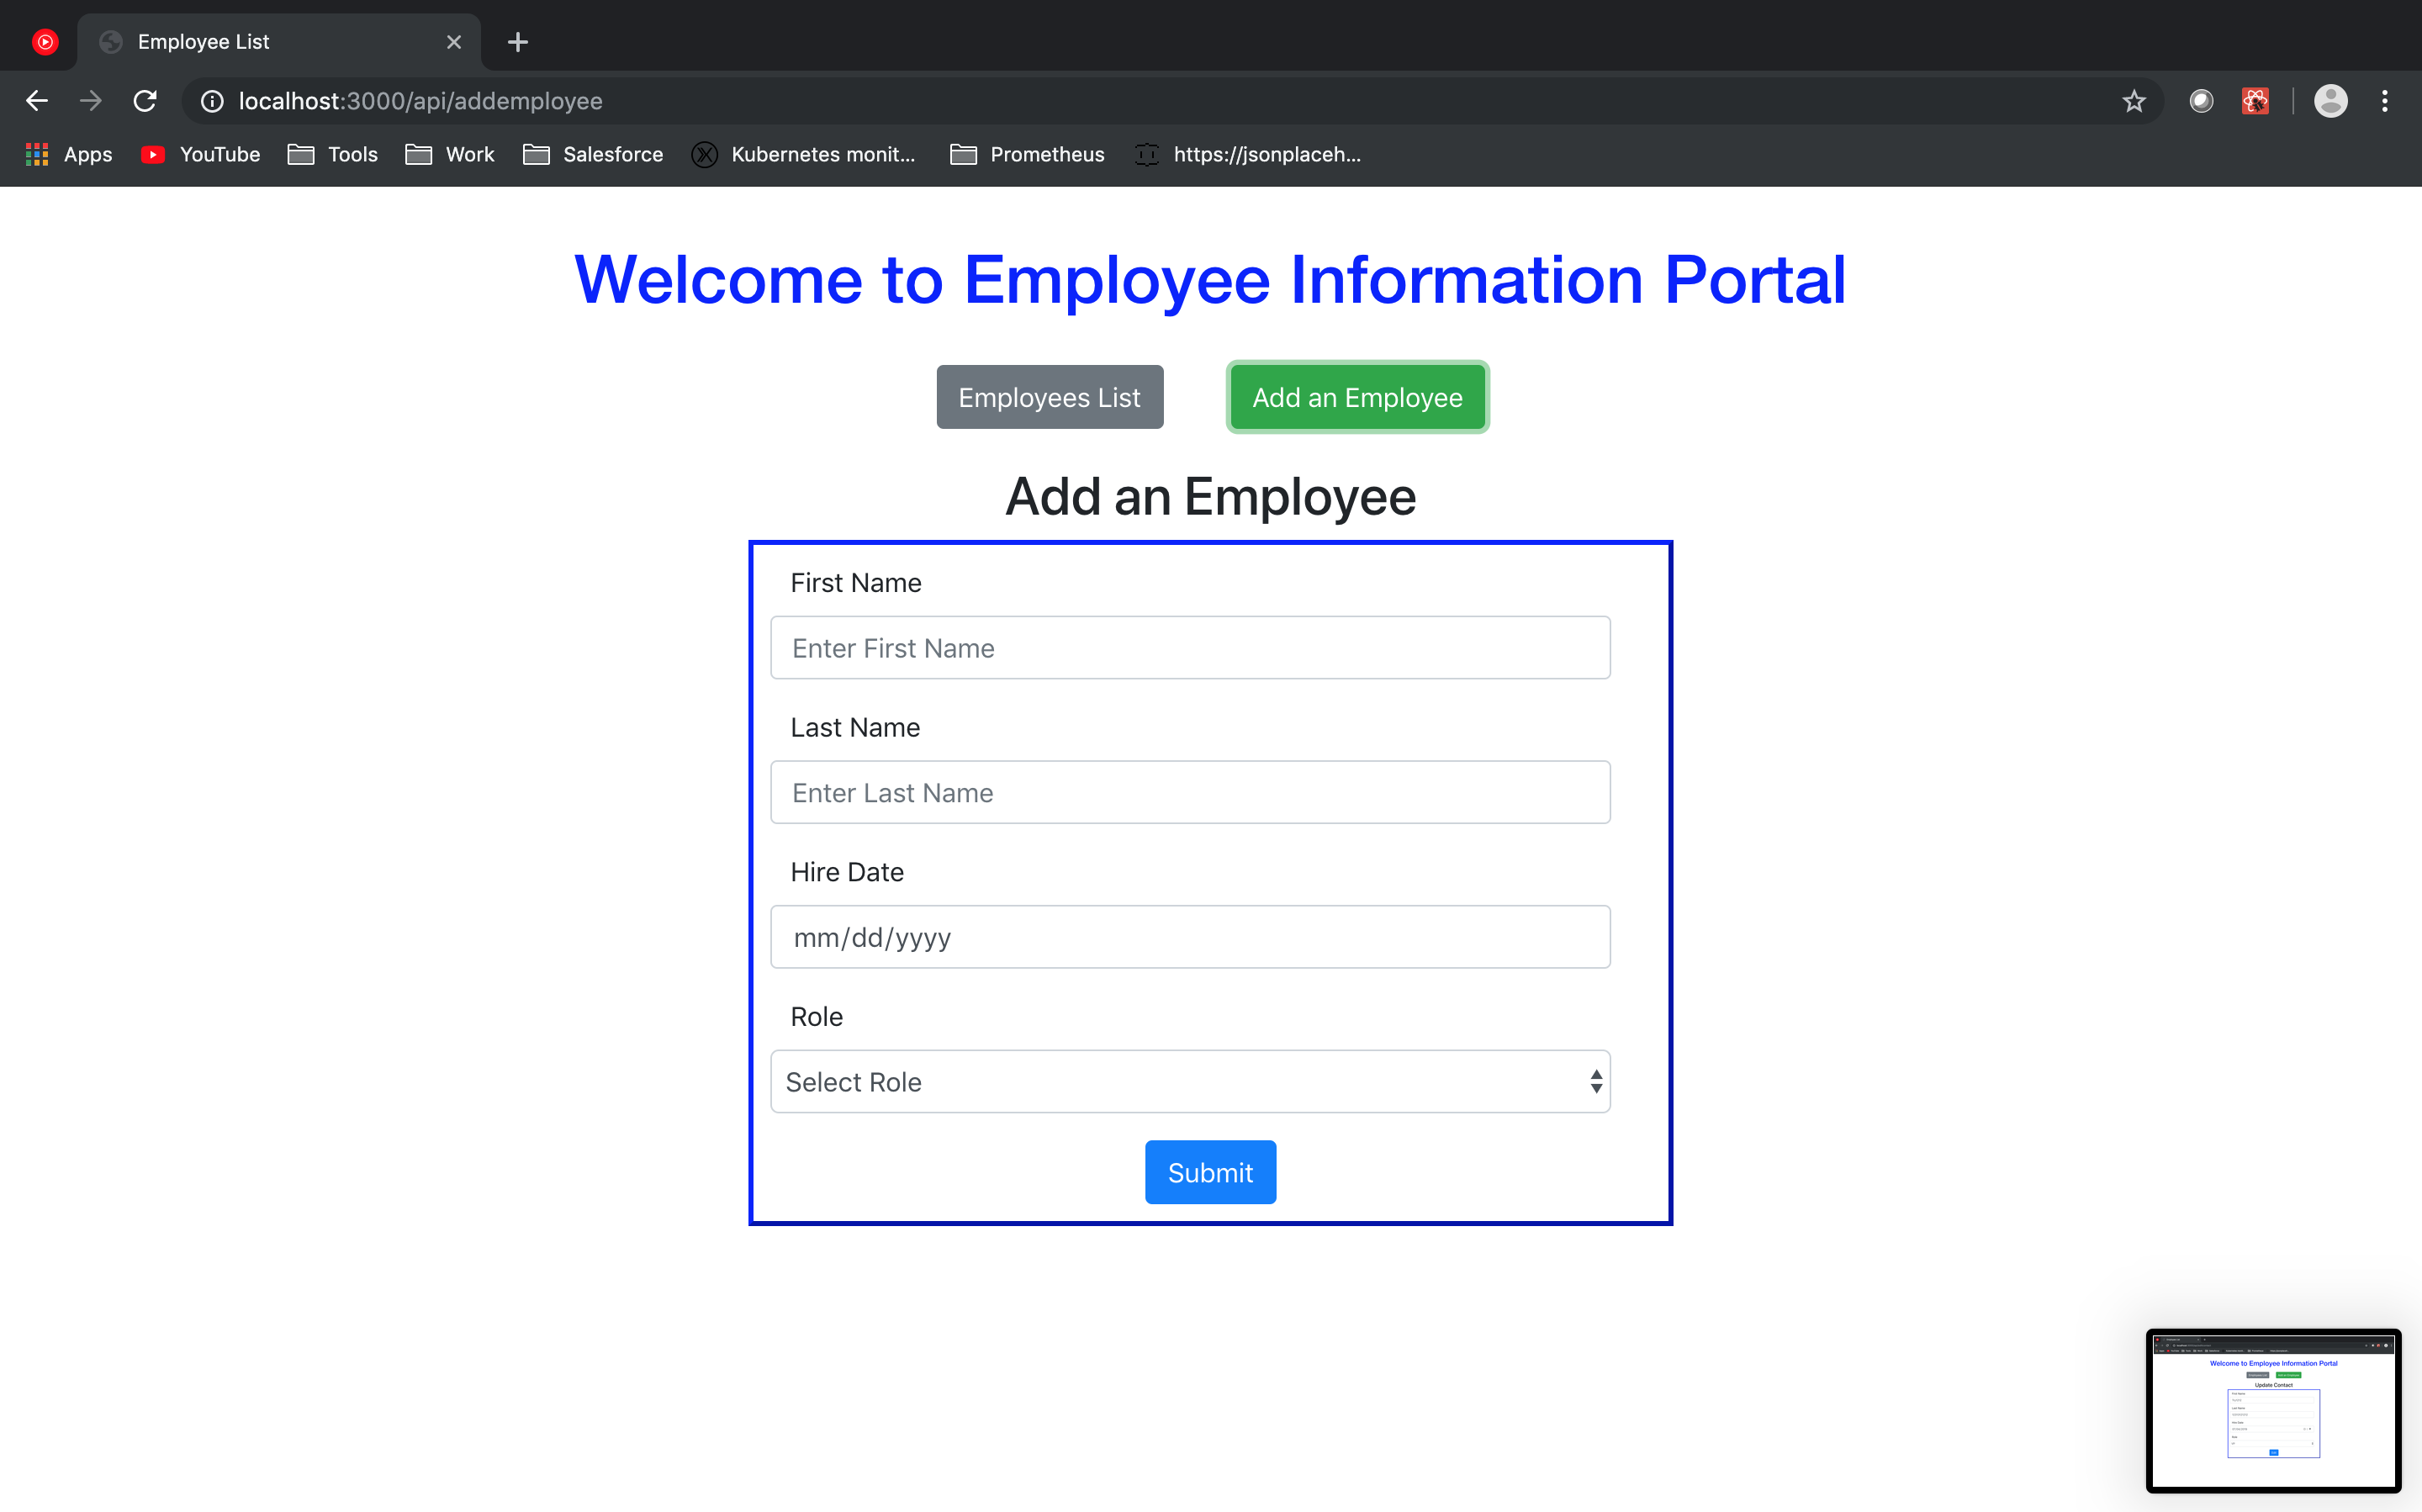 Employee List
localhost:3000/api/addemployee
Apps YouTube Tools Work Salesforce Kubernetes monit... Prometheus https://jsonplaceh...
Welcome to Employee Information Portal
Employees List Add an Employee
Add an Employee
First Name
Enter First Name
Last Name
Enter Last Name
Hire Date
mm/dd/yyyy
Role
Select Role
Submit
Welcome to Employee Information Portal
Update Contact